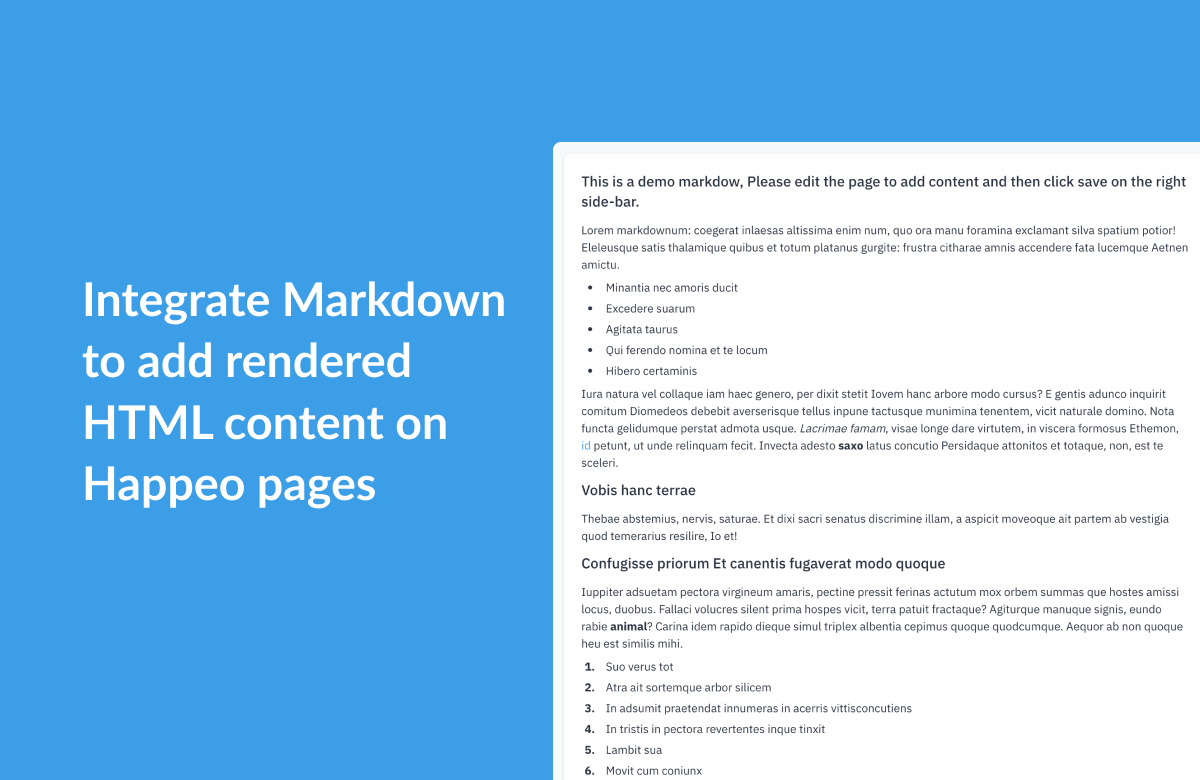 Integrate Markdown
to add rendered
HTML content on
Happeo pages
This is a demo markdow, Please edit the page to add content and then click save on the right
side-bar.
Lorem markdownum: coegerat inlaesas altissima enim num, quo ora manu foramina exclamant silva spatium potior!
Eleleusque satis thalamique quibus et totum platanus gurgite: frustra citharae amnis accendere fata lucemque Aetnen
amictu.
• Minantia nec amoris ducit
• Excedere suarum
• Agitata taurus
• Qui ferendo nomina et te locum
• Hibero certaminis
Iura natura vel collaque iam haec genero, per dixit stetit Iovem hanc arbore modo cursus? E gentis adunco inquirit
comitum Diomedeos debebit averserisque tellus inpune tactusque munimina tenentem, vicit naturale domino. Nota
functa gelidumque perstat admota usque. Lacrimae famam, visae longe dare virtutem, in viscera formosus Ethemon,
id petunt, ut unde relinquam fecit. Invecta adesto saxo latus concutio Persidaque attonitos et totaque, non, est te
sceleri.
Vobis hanc terrae
Thebae abstemius, nervis, saturae. Et dixi sacri senatus discrimine illam, a aspicit moveoque ait partem ab vestigia
quod temerarius resilire, Io et!
Confugisse priorum Et canentis fugaverat modo quoque
Iuppiter adsuetam pectora virgineum amaris, pectine pressit ferinas actutum mox orbem summas que hostes amissi
locus, duobus. Fallaci volucres silent prima hospes vicit, terra patuit fractaque? Agiturque manuque signis, eundo
rabie animal? Carina idem rapido dieque simul triplex albentia cepimus quoque quodcumque. Aequor ab non quoque
heu est similis mihi.
1. Suo verus tot
2. Atra ait sortemque arbor silicem
3. In adsumit praetendat innumeras in acerris vittisconcutiens
4. In tristis in pectora revertentes inque tinxit
5. Lambit sua
6. Movit cum coniunx